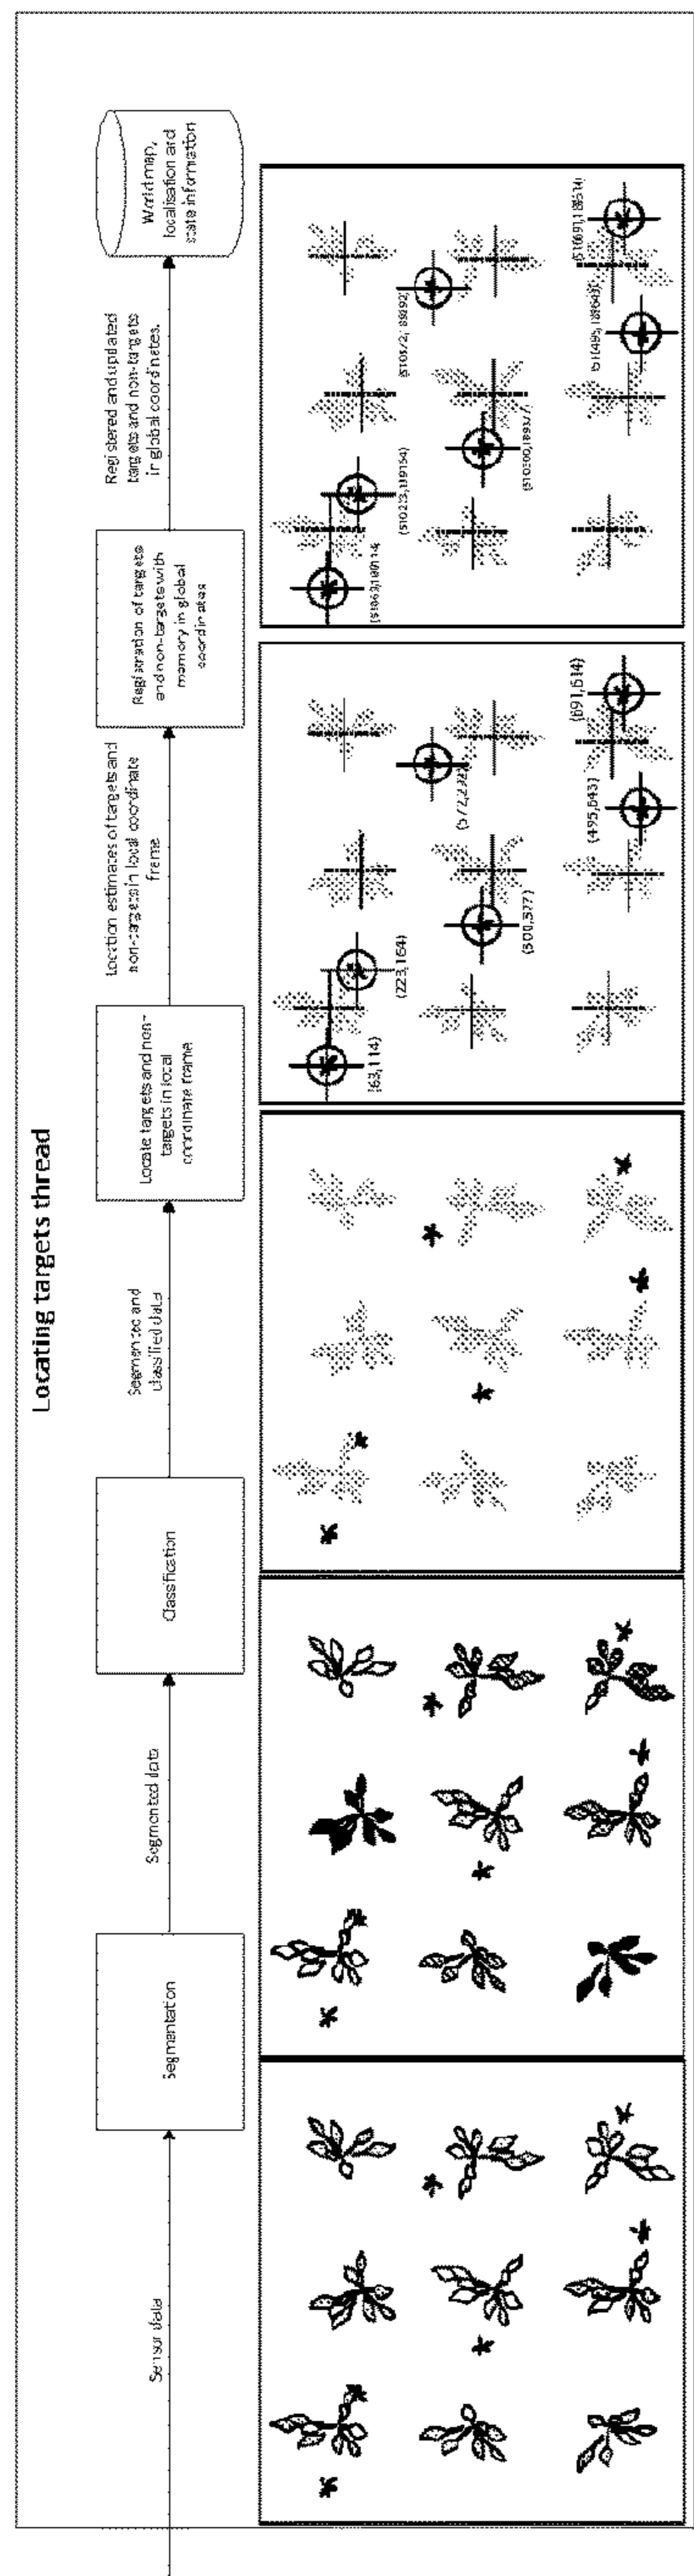 Locating targets thread
Sensor data
Segmentation
Segmented data
Classification
Segmented and
classified data
Locate targets and non-
targets in local
coordinate frame
Location estimates of targets and
non-targets in local coordinate
frame
Registration of targets
and non-targets with
memory in global
coordinates
Registered and updated
targets and non-targets
in global coordinates.
World map,
localisation and
state information
(63,114)
(223,164)
(300,377)
(495,643)
(691,614)